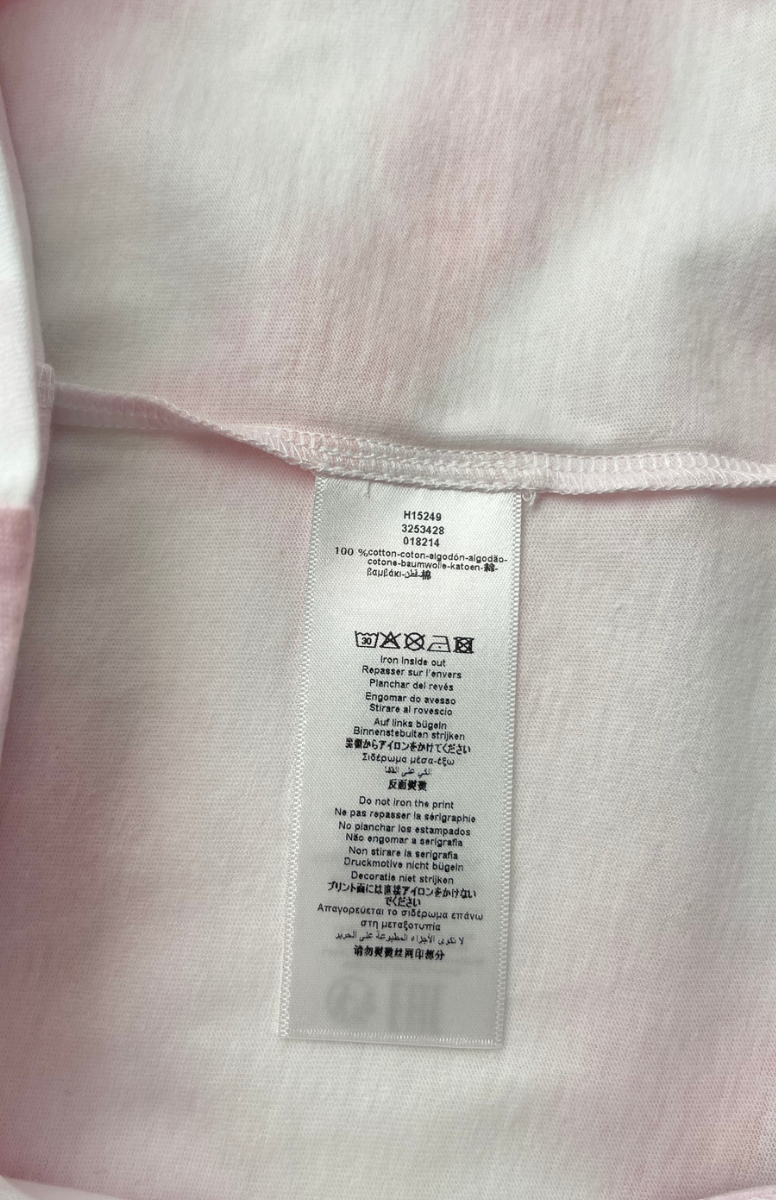 H15249
3253428
018214
100 %cotton-coton-algodón-algodão-
cotone-baumwolle-katoen-綿-
βαμβάκι-قطن-棉
30
Iron inside out
Repasser sur l'envers
Planchar del revés
Engomar do avesso
Stirare al rovescio
Auf links bügeln
Binnenstebuiten strijken
裏側からアイロンをかけてください
Σιδέρωμα μέσα-έξω
الكي على القفا
反面熨烫
Do not iron the print
Ne pas repasser la sérigraphie
No planchar los estampados
Não engomar a serigrafia
Non stirare la serigrafia
Druckmotive nicht bügeln
Decoratie niet strijken
プリント面には直接アイロンをかけない
でください
Απαγορεύεται το σιδέρωμα επάνω
στη μεταξοτυπία
لا تكوى الأجزاء المطبوعة على الحرير
请勿熨烫丝网印部分